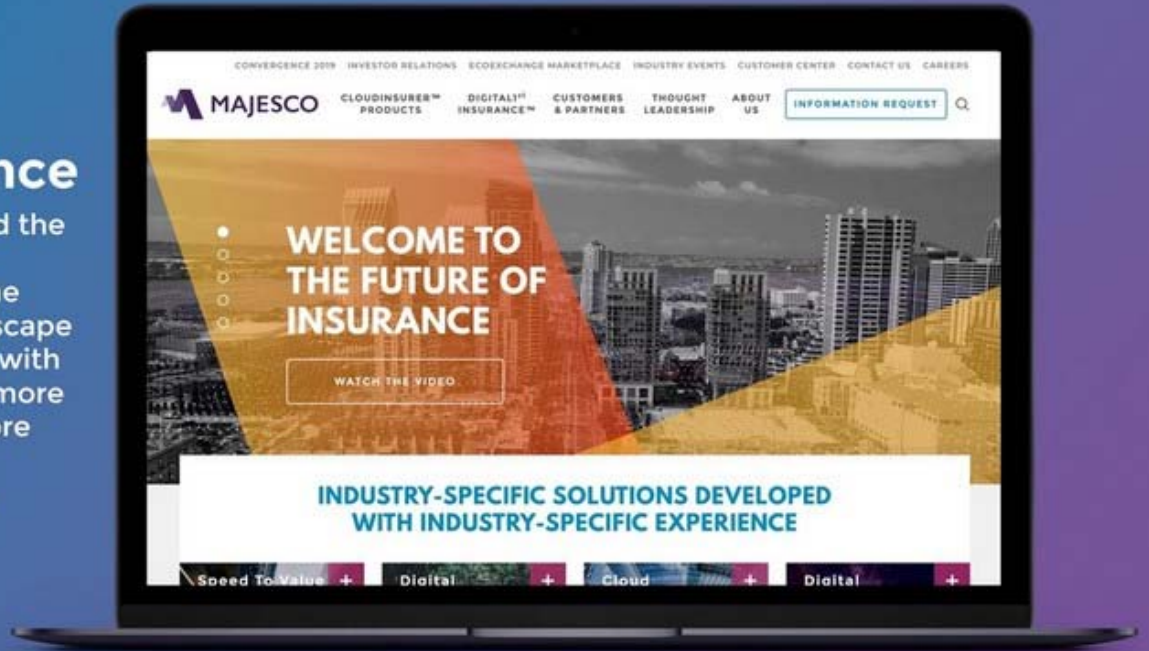 nce
d the
e
scape
with
more
ore
CONVERGENCE 2019 INVESTOR RELATIONS ECOEXCHANGE MARKETPLACE INDUSTRY EVENTS CUSTOMER CENTER CONTACT US CAREERS
MAJESCO
CLOUDINSURER™
PRODUCTS
DIGITAL1ST
INSURANCE™
CUSTOMERS
& PARTNERS
THOUGHT
LEADERSHIP
ABOUT
US
INFORMATION REQUEST
WELCOME TO
THE FUTURE OF
INSURANCE
WATCH THE VIDEO
INDUSTRY-SPECIFIC SOLUTIONS DEVELOPED
WITH INDUSTRY-SPECIFIC EXPERIENCE
Speed To Value + Digital + Cloud + Digital +